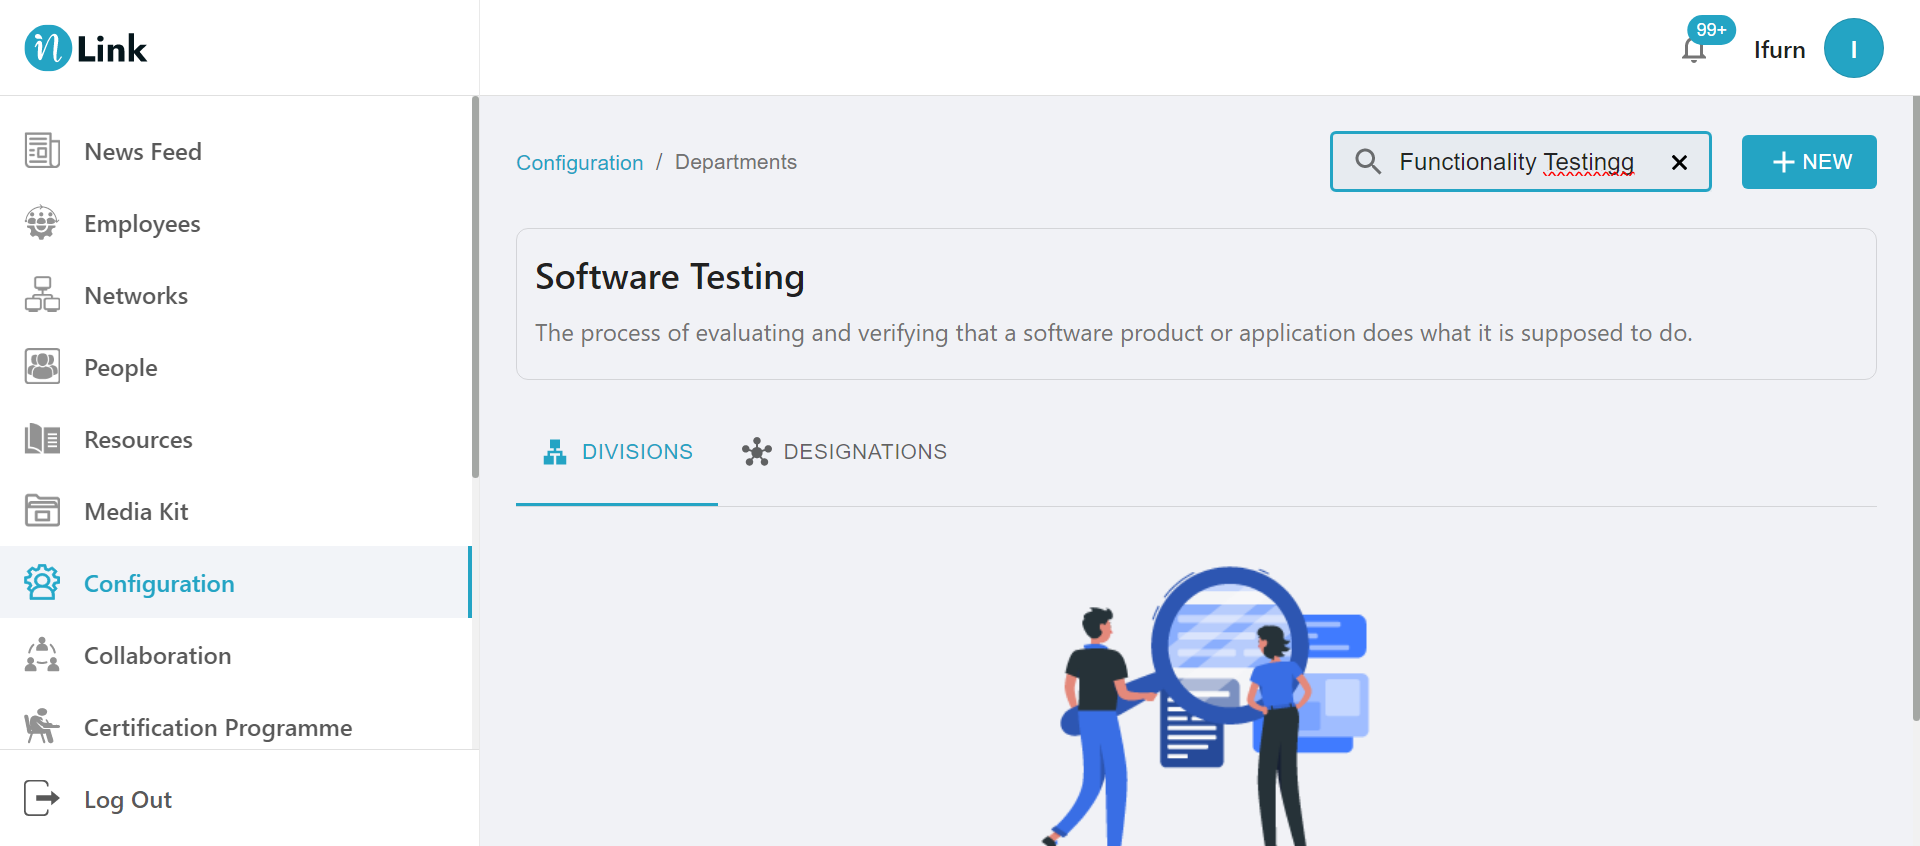 n Link
99+
Ifurn
I
News Feed
Employees
Networks
People
Resources
Media Kit
Configuration
Collaboration
Certification Programme
Log Out
Configuration / Departments
Functionality Testingg
+ NEW
Software Testing
The process of evaluating and verifying that a software product or application does what it is supposed to do.
DIVISIONS
DESIGNATIONS